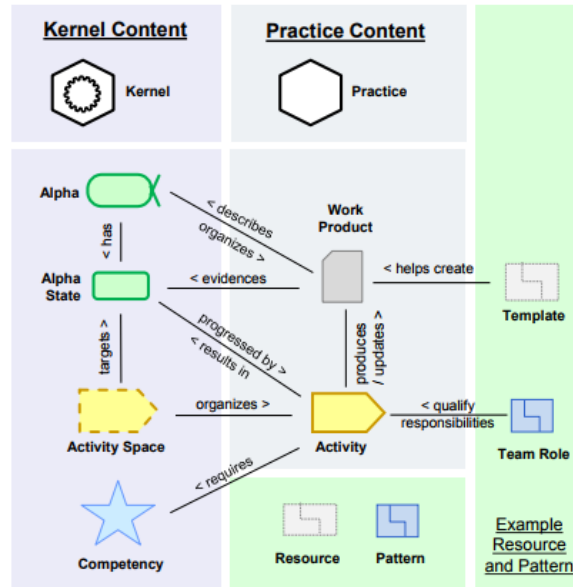 Kernel Content
Practice Content
Kernel
Practice
Alpha
< describes
organizes >
Work
Product
< has
Alpha
State
< evidences
< helps create
Template
targets >
progressed by >
< results in
produces
/ updates >
Activity Space
organizes >
Activity
< qualify
responsibilities
Team Role
< requires
Competency
Resource
Pattern
Example
Resource
and Pattern